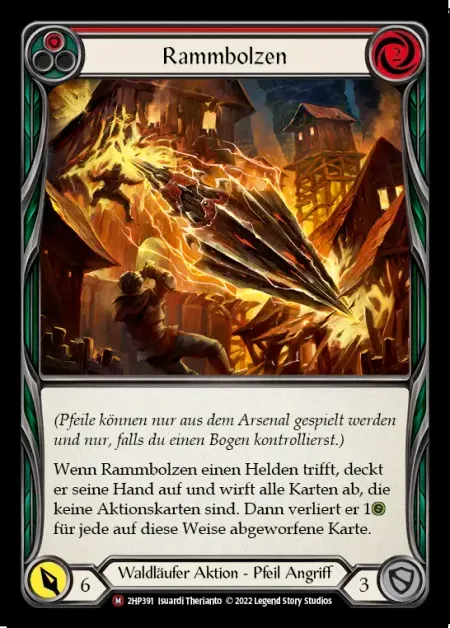 Rammbolzen
2
(Pfeile können nur aus dem Arsenal gespielt werden
und nur, falls du einen Bogen kontrollierst.)
Wenn Rammbolzen einen Helden trifft, deckt
er seine Hand auf und wirft alle Karten ab, die
keine Aktionskarten sind. Dann verliert er 1
für jede auf diese Weise abgeworfene Karte.
6
Waldläufer Aktion - Pfeil Angriff
3
M 2HP391 Isuardi Therianto © 2022 Legend Story Studios